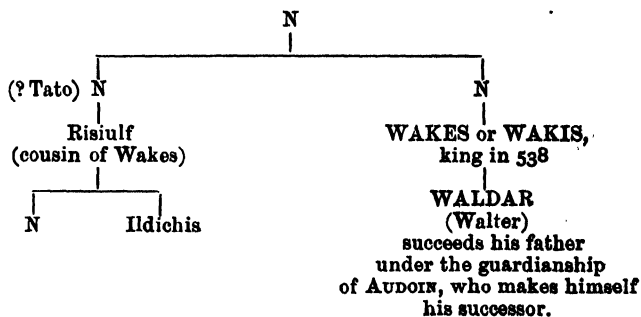 N
(? Tato) N
N
Risiulf
(cousin of Wakes)
WAKES or WAKIS,
king in 538
N
Ildichis
WALDAR
(Walter)
succeeds his father
under the guardianship
of AUDOIN, who makes himself
his successor.